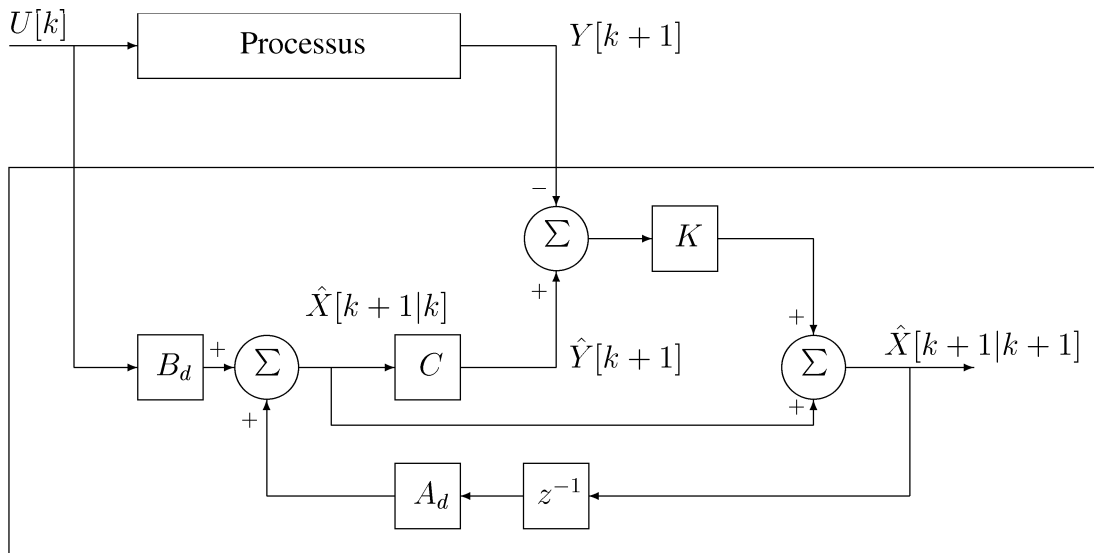 U[k]
Processus
Y[k + 1]
−
Σ
K
+
X̂[k + 1|k]
+
X̂[k + 1|k + 1]
B_d
+
Σ
C
Ŷ[k + 1]
Σ
+
+
A_d
z⁻¹